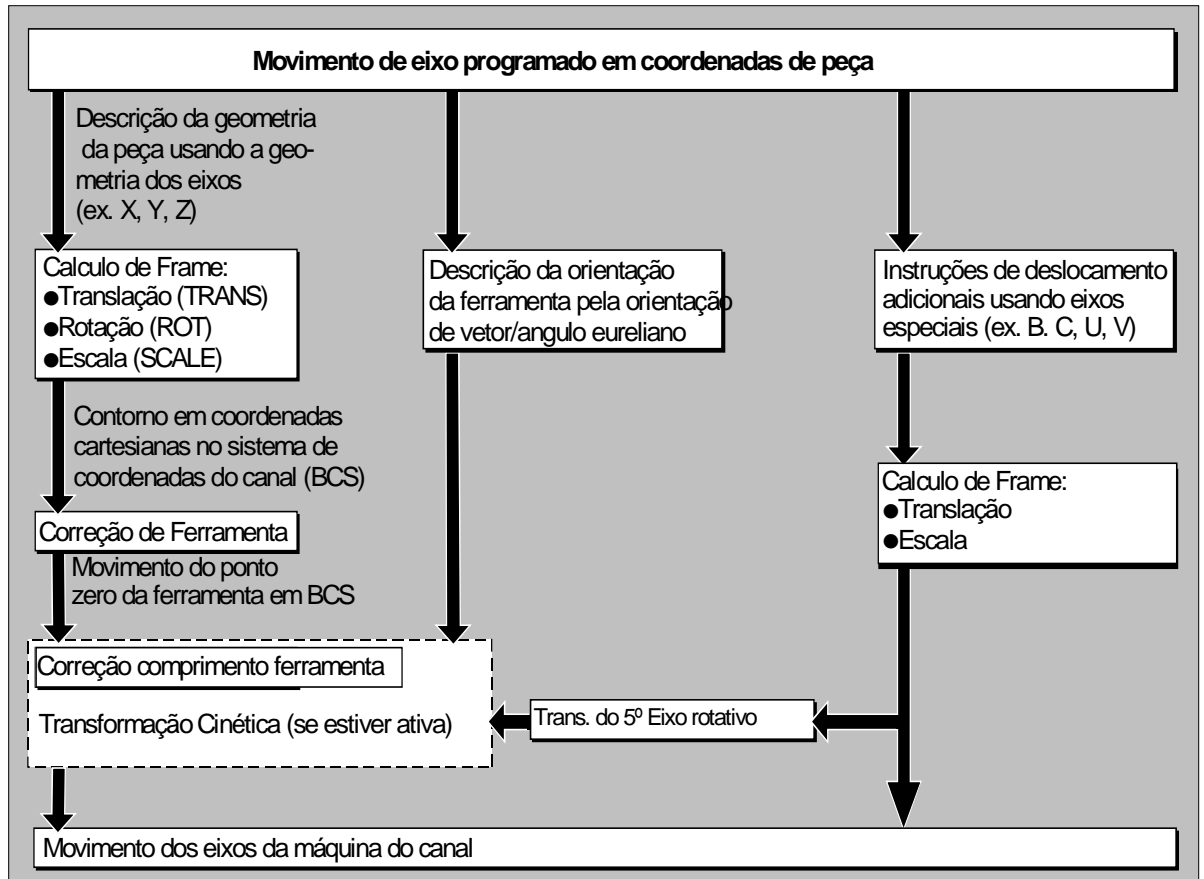 Movimento de eixo programado em coordenadas de peça
Descrição da geometria
da peça usando a geo-
metria dos eixos
(ex. X, Y, Z)
Calculo de Frame:
●Translação (TRANS)
●Rotação (ROT)
●Escala (SCALE)
Descrição da orientação
da ferramenta pela orientação
de vetor/angulo eureliano
Instruções de deslocamento
adicionais usando eixos
especiais (ex. B. C, U, V)
Contorno em coordenadas
cartesianas no sistema de
coordenadas do canal (BCS)
Calculo de Frame:
●Translação
●Escala
Correção de Ferramenta
Movimento do ponto
zero da ferramenta em BCS
Correção comprimento ferramenta
Transformação Cinética (se estiver ativa)
Trans. do 5º Eixo rotativo
Movimento dos eixos da máquina do canal